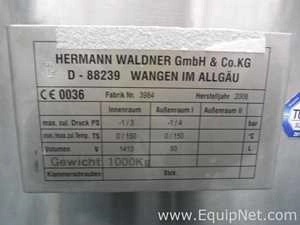 HERMANN WALDNER GmbH & Co.KG
D - 88239 WANGEN IM ALLGÄU
CE 0036 Fabrik Nr. 3984 Herstelljahr 2008
Innenraum Außenraum I Außenraum II
max. zul. Druck PS -1/3 -1/4 bar
min./max. zul. Temp. TS 0/150 0/150 °C
Volumen V 1410 L
Gewicht 1000Kg
Klammerschrauben Stck.
www.EquipNet.com